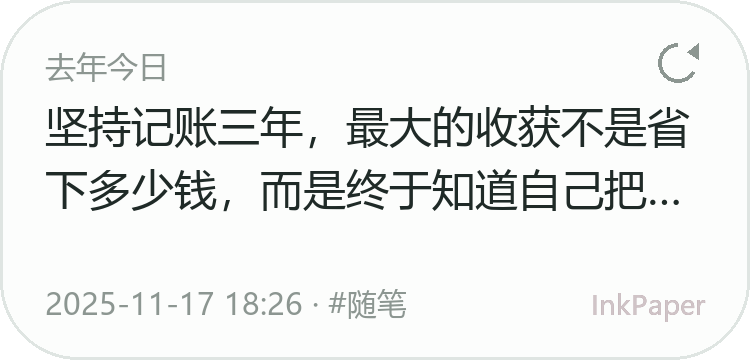 去年今日
坚持记账三年，最大的收获不是省
下多少钱，而是终于知道自己把…
2025-11-17 18:26 · #随笔
InkPaper